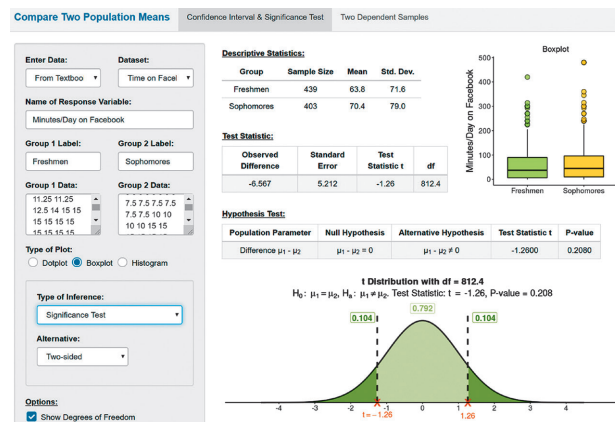 Compare Two Population Means
Confidence Interval & Significance Test
Two Dependent Samples
Enter Data:
Dataset:
From Textboo
Time on Facel
Name of Response Variable:
Minutes/Day on Facebook
Group 1 Label:
Group 2 Label:
Freshmen
Sophomores
Group 1 Data:
Group 2 Data:
11.25 11.25
12.5 14 15 15
15 15 15 15
15 15 15 15
7.5 7.5 7.5 7.5
7.5 7.5 10 10
10 10 15 15
Type of Plot:
Dotplot
Boxplot
Histogram
Type of Inference:
Significance Test
Alternative:
Two-sided
Options:
Show Degrees of Freedom
Descriptive Statistics:
Group Sample Size Mean Std. Dev.
Freshmen 439 63.8 71.6
Sophomores 403 70.4 79.0
Test Statistic:
Observed Difference Standard Error Test Statistic t df
-6.567 5.212 -1.26 812.4
Boxplot
Minutes/Day on Facebook
500
400
300
200
100
0
Freshmen Sophomores
Hypothesis Test:
Population Parameter Null Hypothesis Alternative Hypothesis Test Statistic t P-value
Difference μ₁ - μ₂ μ₁ - μ₂ = 0 μ₁ - μ₂ ≠ 0 -1.2600 0.2080
t Distribution with df = 812.4
H₀: μ₁ = μ₂, Hₐ: μ₁ ≠ μ₂. Test Statistic: t = -1.26, P-value = 0.208
0.792
0.104 0.104
-4 -3 -2 -1 0 1 2 3 4
t=-1.26 1.26